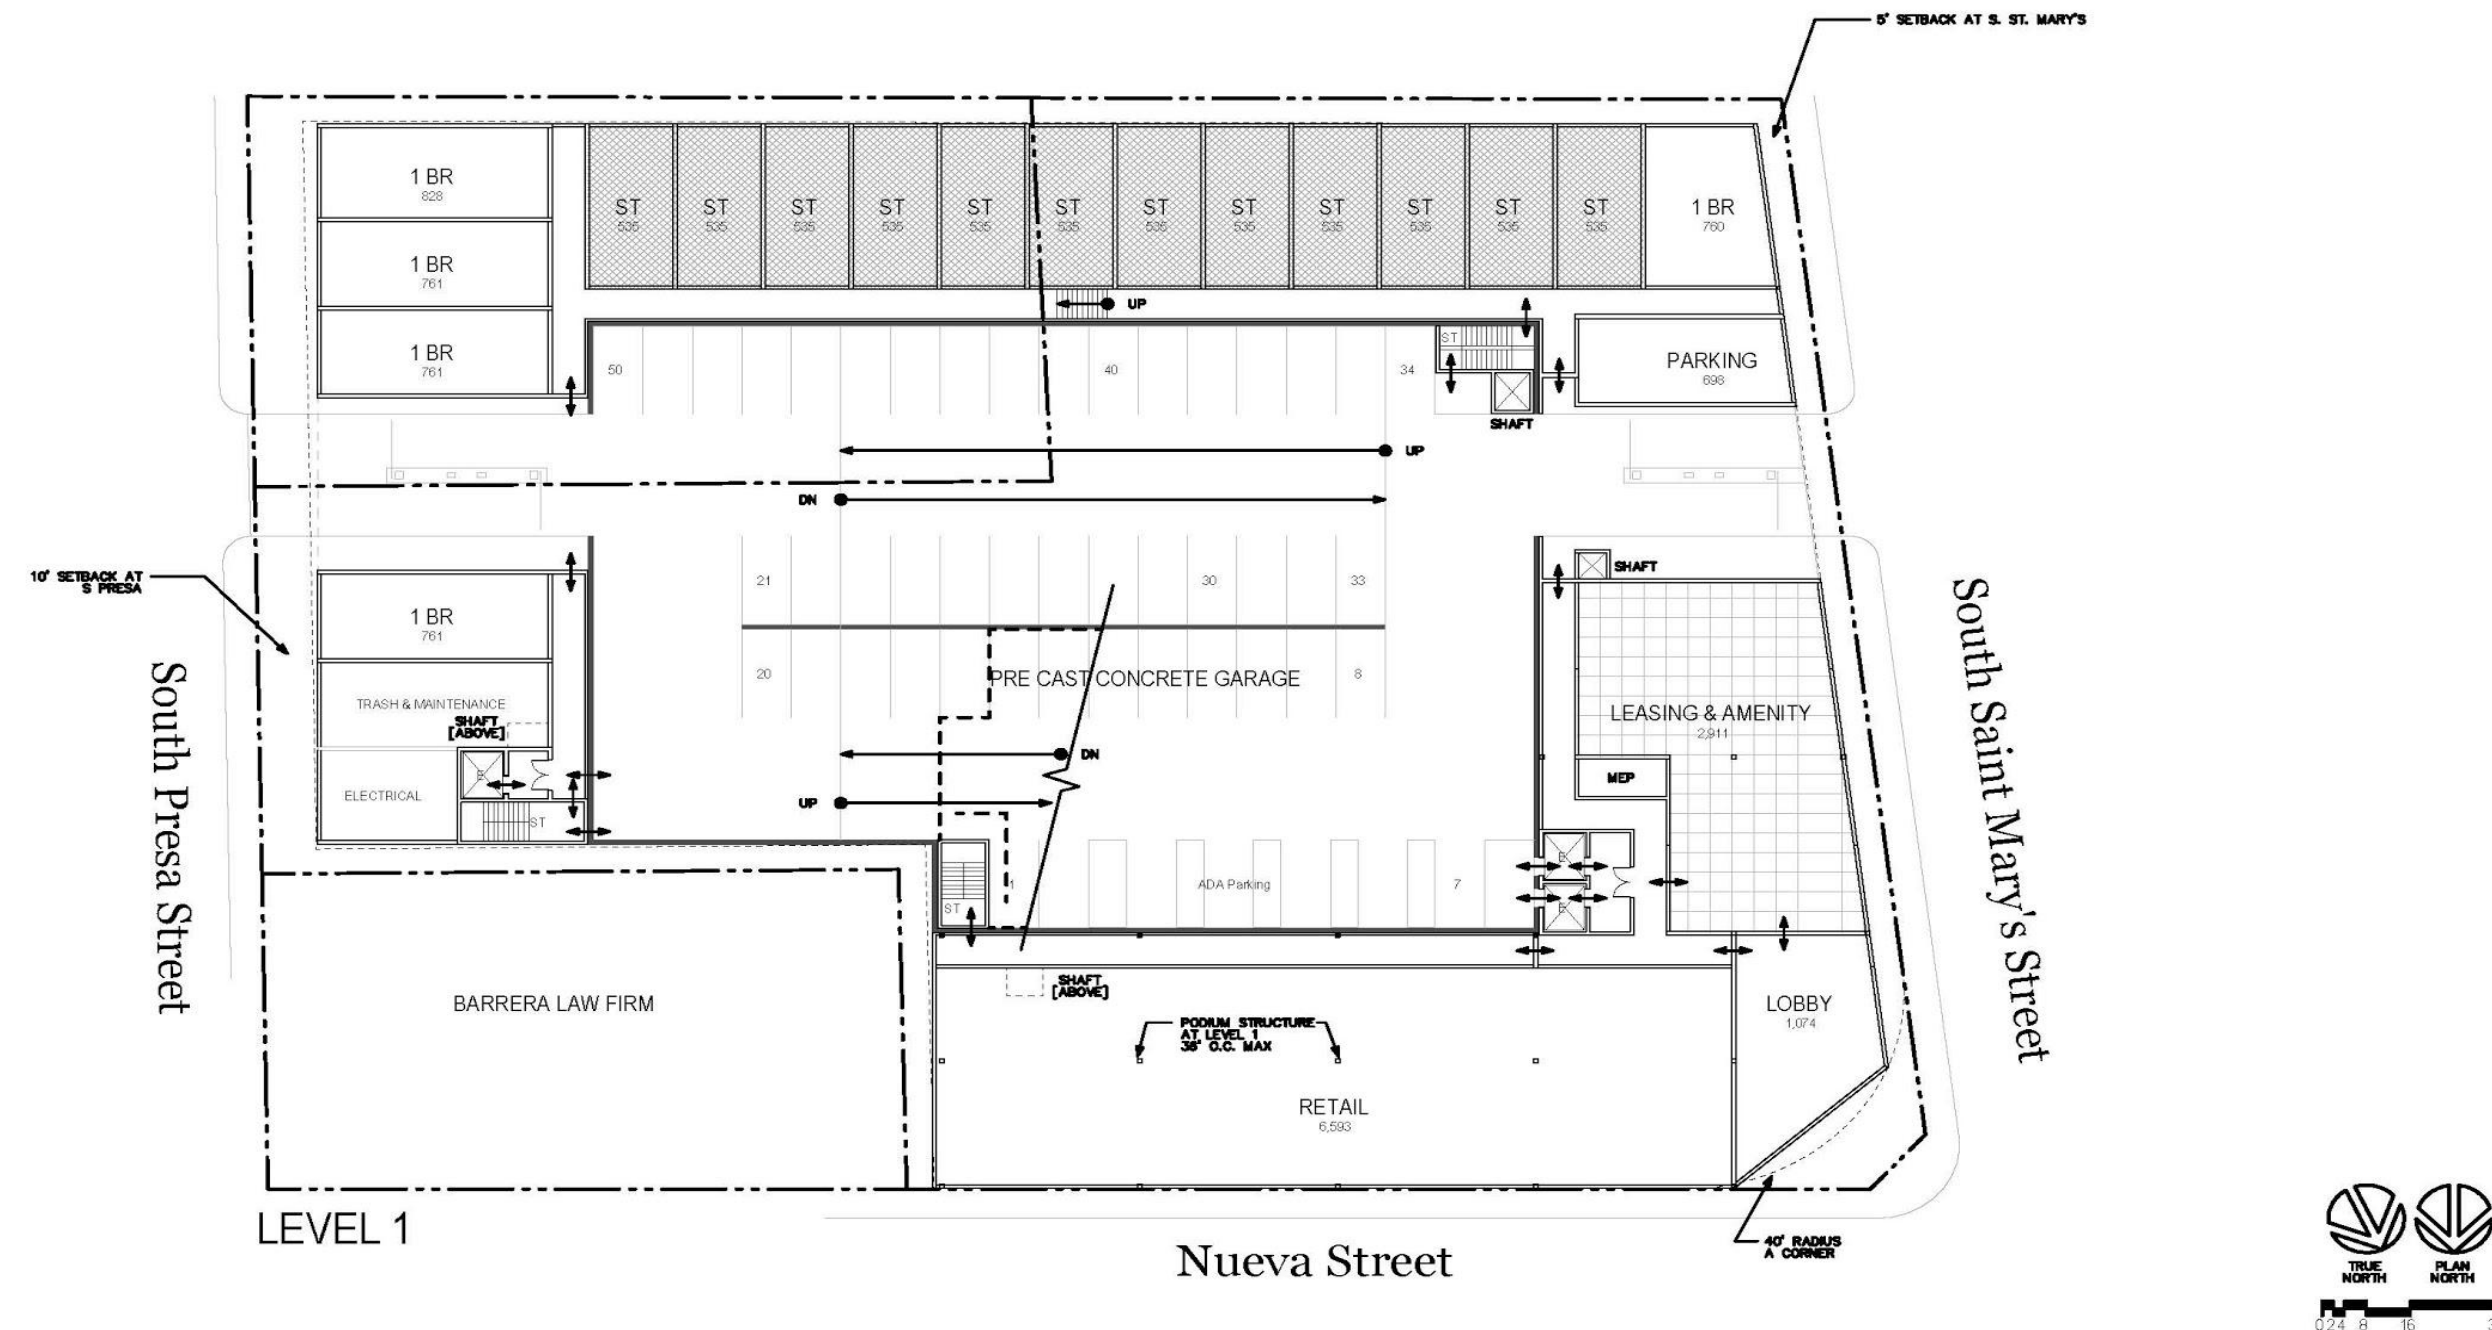 5' SETBACK AT S. ST. MARY'S
1 BR
828
ST
535
ST
535
ST
535
ST
535
ST
535
ST
535
ST
535
ST
535
ST
535
ST
535
ST
535
ST
535
1 BR
760
1 BR
761
UP
1 BR
761
50
40
34
ST
PARKING
698
SHAFT
UP
DN
10' SETBACK AT
S PRESA
21
30
33
SHAFT
1 BR
761
20
PRE CAST CONCRETE GARAGE
8
TRASH & MAINTENANCE
SHAFT
[ABOVE]
LEASING & AMENITY
2,911
DN
E
MEP
ELECTRICAL
UP
ST
E
1
ADA Parking
7
ST
E
South Presa Street
South Saint Mary's Street
SHAFT
[ABOVE]
BARRERA LAW FIRM
LOBBY
1,074
PODIUM STRUCTURE
AT LEVEL 1
36' O.C. MAX
RETAIL
6,593
LEVEL 1
Nueva Street
40' RADIUS
A CORNER
TRUE
NORTH
PLAN
NORTH
0 2 4 8 16